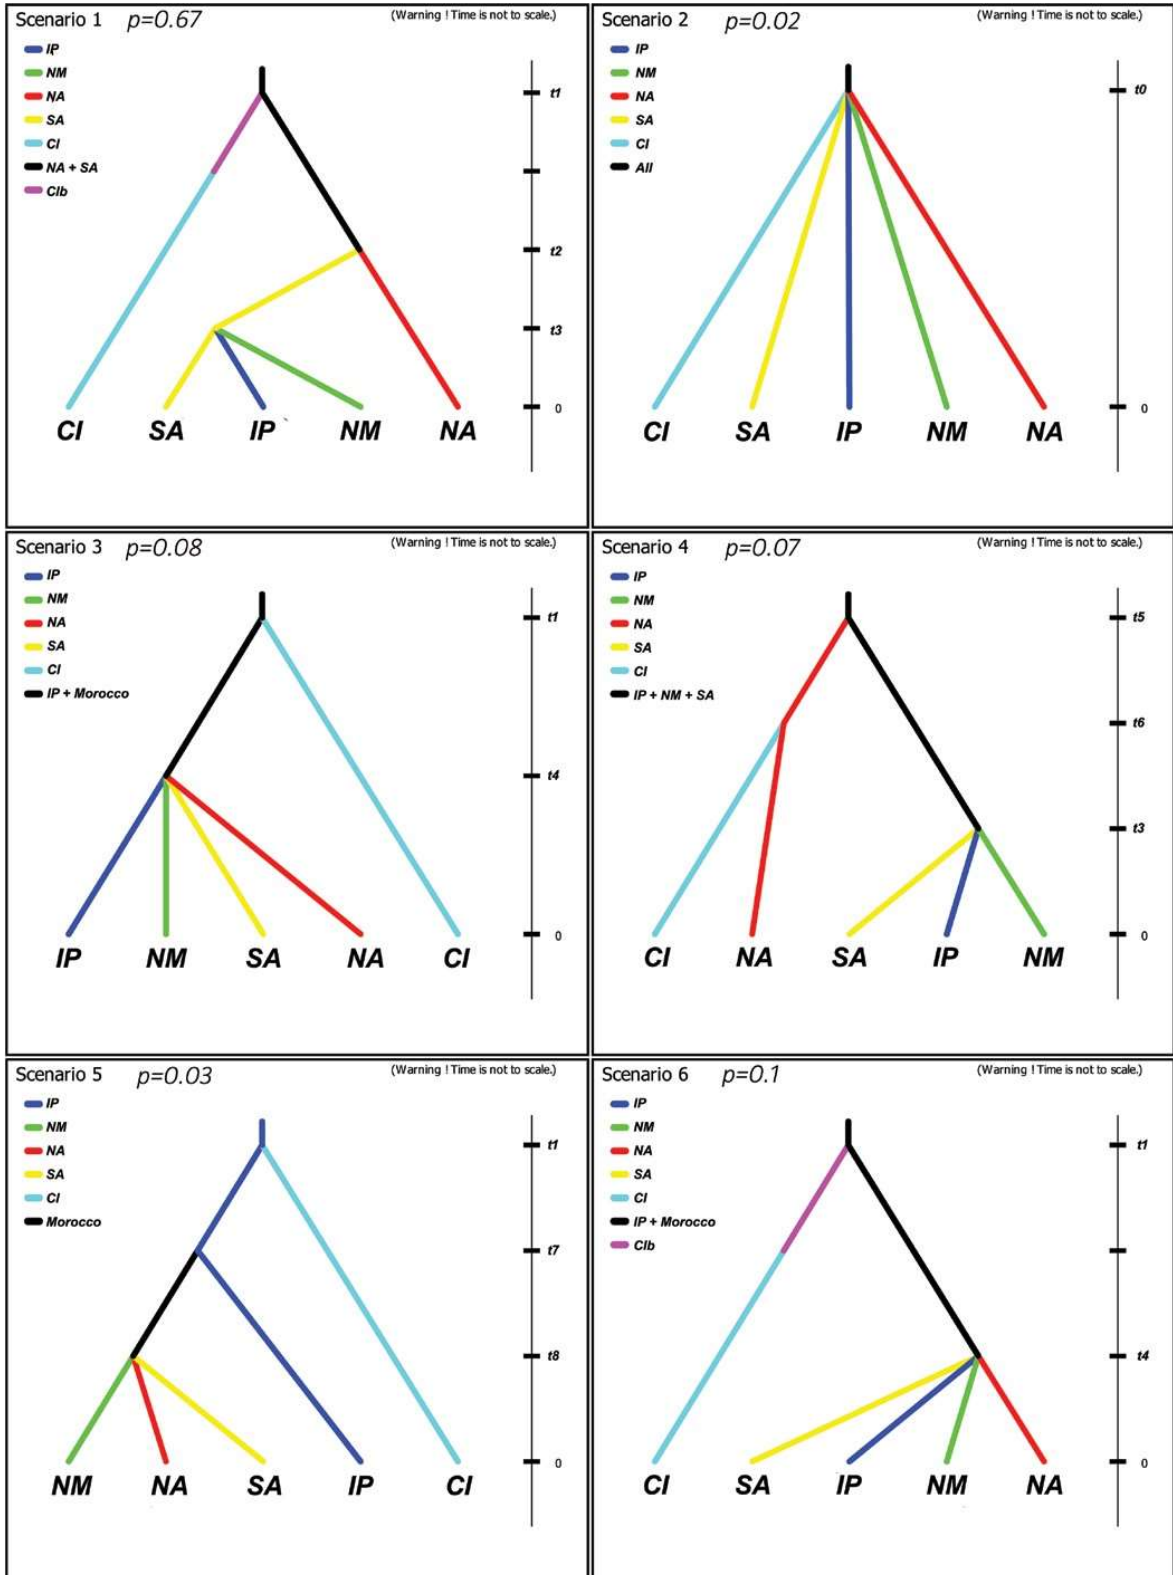 Scenario 1 p=0.67 (Warning ! Time is not to scale.)
IP
NM
NA
SA
CI
NA + SA
CIb
t1
t2
t3
0
CI SA IP NM NA
Scenario 2 p=0.02 (Warning ! Time is not to scale.)
IP
NM
NA
SA
CI
All
t0
0
CI SA IP NM NA
Scenario 3 p=0.08 (Warning ! Time is not to scale.)
IP
NM
NA
SA
CI
IP + Morocco
t1
t4
0
IP NM SA NA CI
Scenario 4 p=0.07 (Warning ! Time is not to scale.)
IP
NM
NA
SA
CI
IP + NM + SA
t5
t6
t3
0
CI NA SA IP NM
Scenario 5 p=0.03 (Warning ! Time is not to scale.)
IP
NM
NA
SA
CI
Morocco
t1
t7
t8
0
NM NA SA IP CI
Scenario 6 p=0.1 (Warning ! Time is not to scale.)
IP
NM
NA
SA
CI
IP + Morocco
CIb
t1
t4
0
CI SA IP NM NA